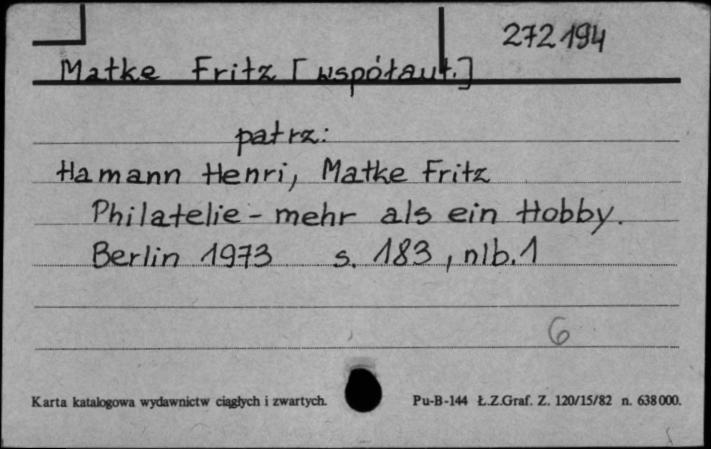 272194
Matke Fritz [współaut.]
patrz:
Hamann Henri, Matke Fritz
Philatelie - mehr als ein Hobby.
Berlin 1973 s. 183, nlb. 1
6
Karta katalogowa wydawnictw ciągłych i zwartych. Pu-B-144 Ł.Z.Graf. Z. 120/15/82 n. 638000.